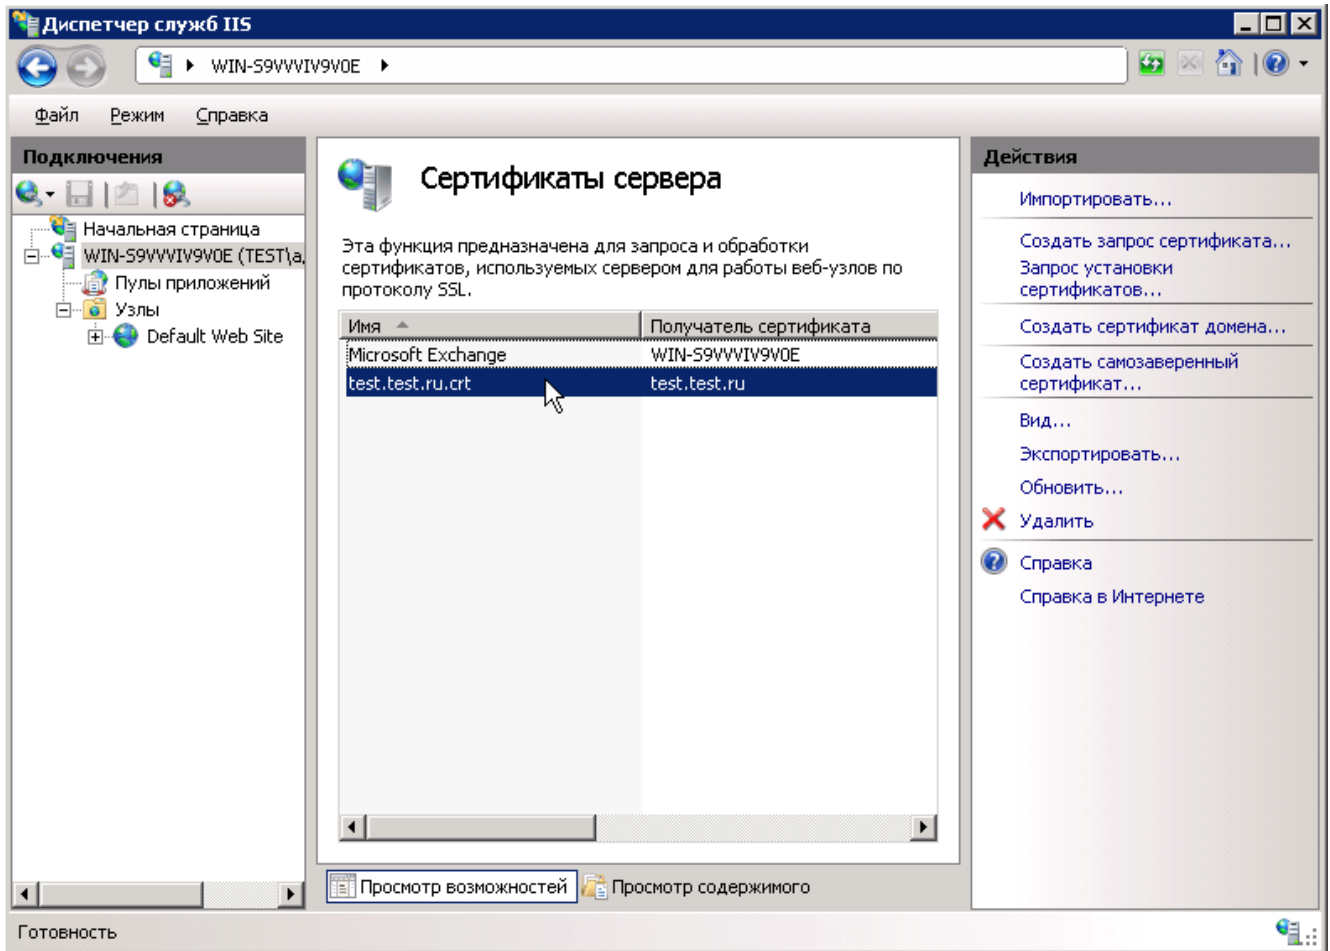 Диспетчер служб IIS
WIN-S9VVVIV9V0E
Файл Режим Справка
Подключения
Начальная страница
WIN-S9VVVIV9V0E (TEST\a
Пулы приложений
Узлы
Default Web Site
Сертификаты сервера
Эта функция предназначена для запроса и обработки
сертификатов, используемых сервером для работы веб-узлов по
протоколу SSL.
Имя Получатель сертификата
Microsoft Exchange WIN-S9VVVIV9V0E
test.test.ru.crt test.test.ru
Просмотр возможностей Просмотр содержимого
Действия
Импортировать...
Создать запрос сертификата...
Запрос установки
сертификатов...
Создать сертификат домена...
Создать самозаверенный
сертификат...
Вид...
Экспортировать...
Обновить...
Удалить
Справка
Справка в Интернете
Готовность